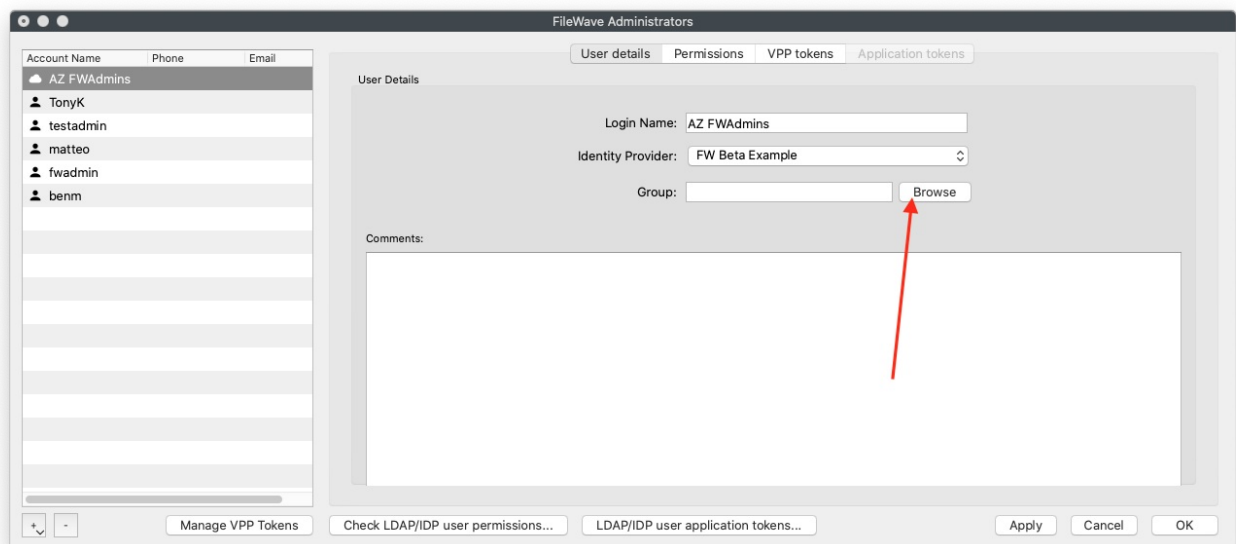 FileWave Administrators
Account Name Phone Email
AZ FWAdmins
TonyK
testadmin
matteo
fwadmin
benm
User details Permissions VPP tokens Application tokens
User Details
Login Name: AZ FWAdmins
Identity Provider: FW Beta Example
Group: Browse
Comments:
+ - Manage VPP Tokens Check LDAP/IDP user permissions... LDAP/IDP user application tokens... Apply Cancel OK